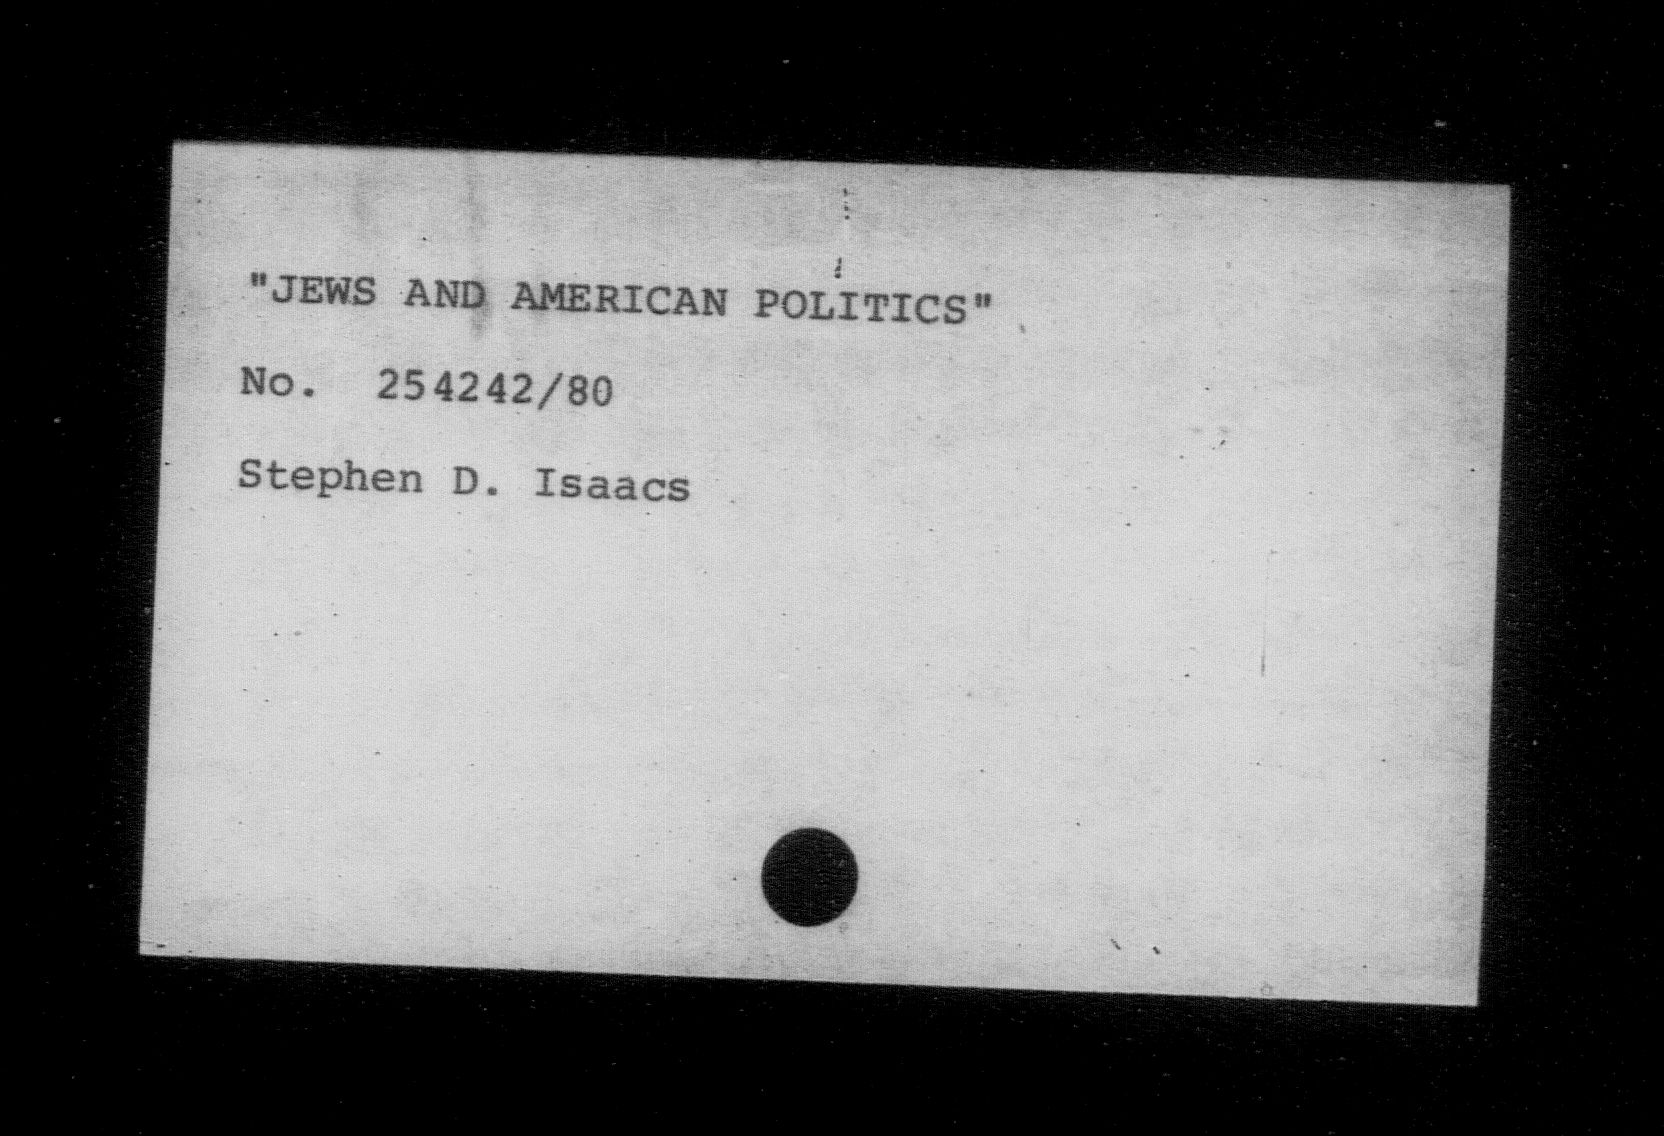 "JEWS AND AMERICAN POLITICS"
No. 254242/80
Stephen D. Isaacs